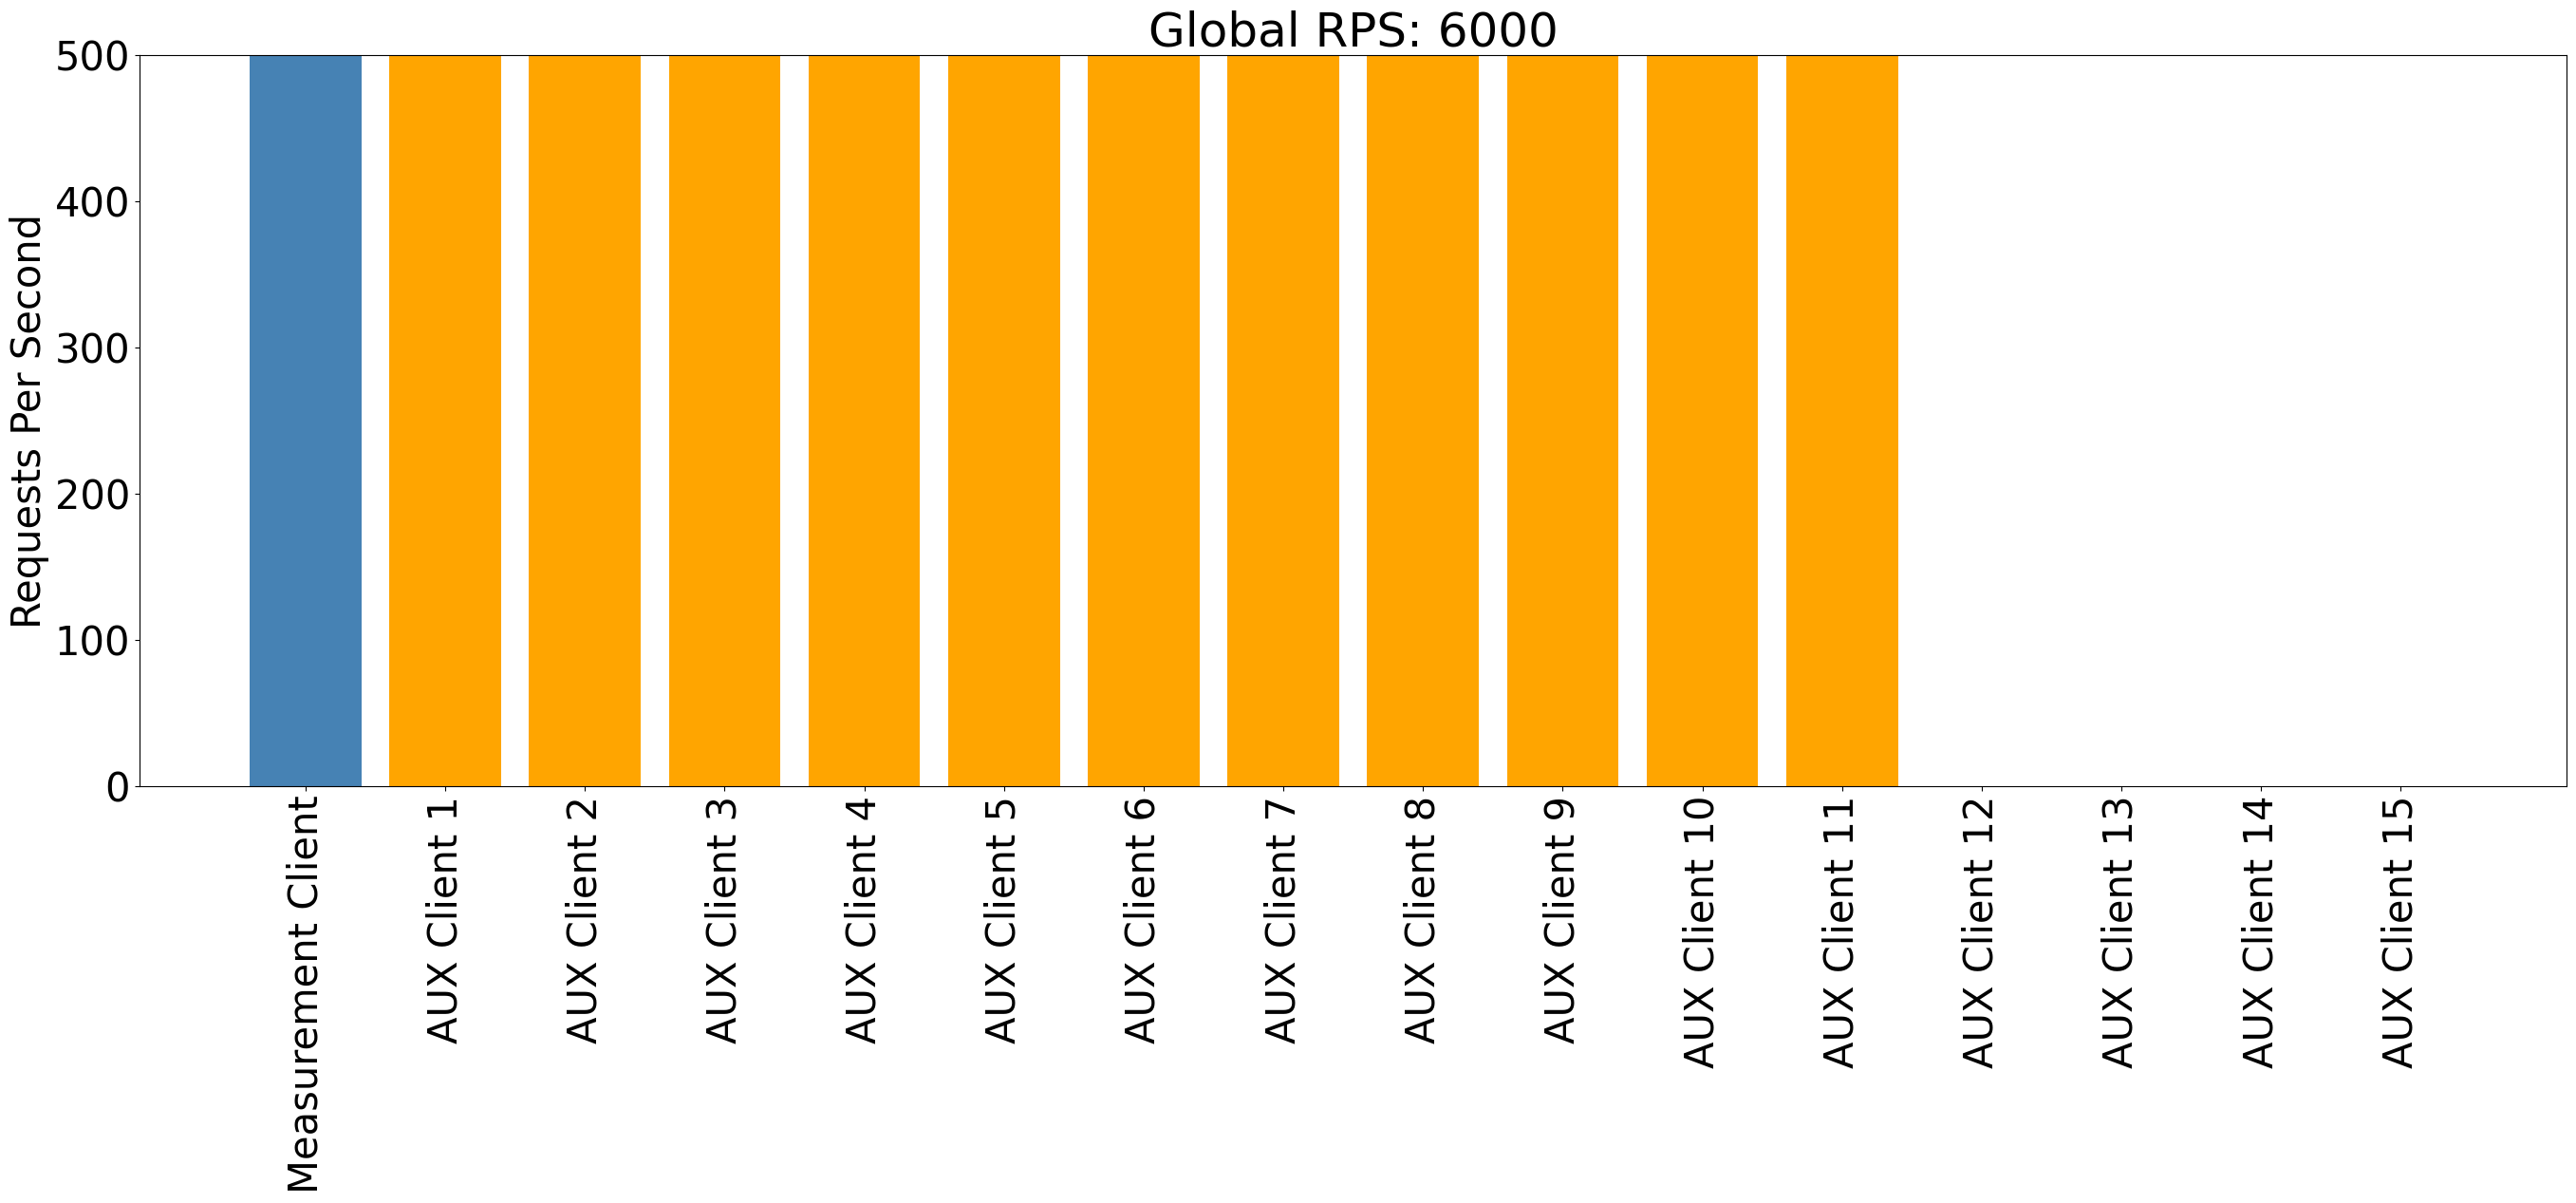 Global RPS: 6000
Requests Per Second
500
400
300
200
100
0
Measurement Client
AUX Client 1
AUX Client 2
AUX Client 3
AUX Client 4
AUX Client 5
AUX Client 6
AUX Client 7
AUX Client 8
AUX Client 9
AUX Client 10
AUX Client 11
AUX Client 12
AUX Client 13
AUX Client 14
AUX Client 15